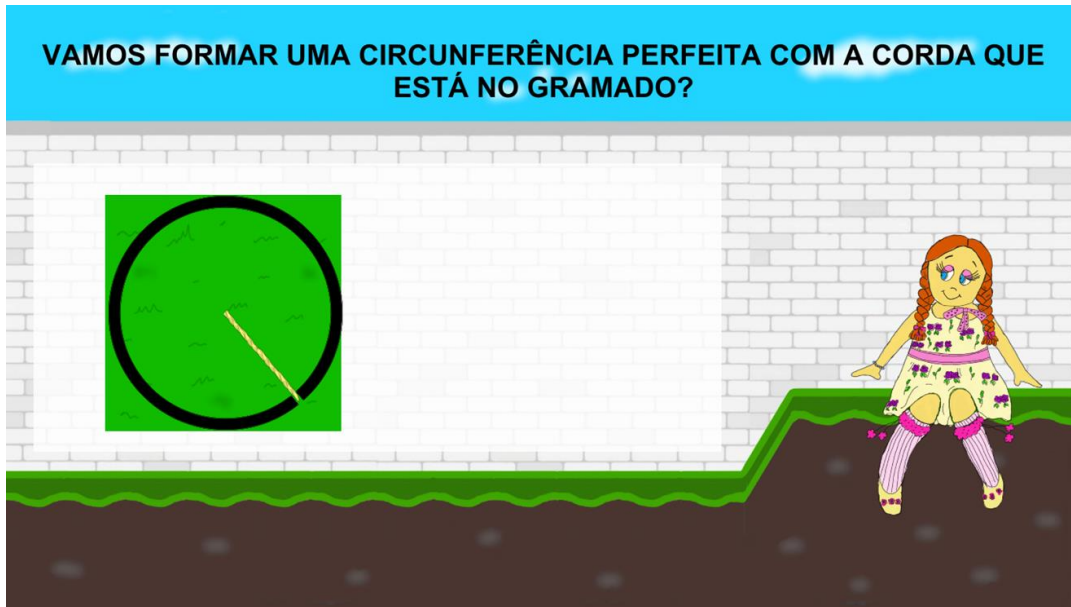 VAMOS FORMAR UMA CIRCUNFERÊNCIA PERFEITA COM A CORDA QUE
ESTÁ NO GRAMADO?